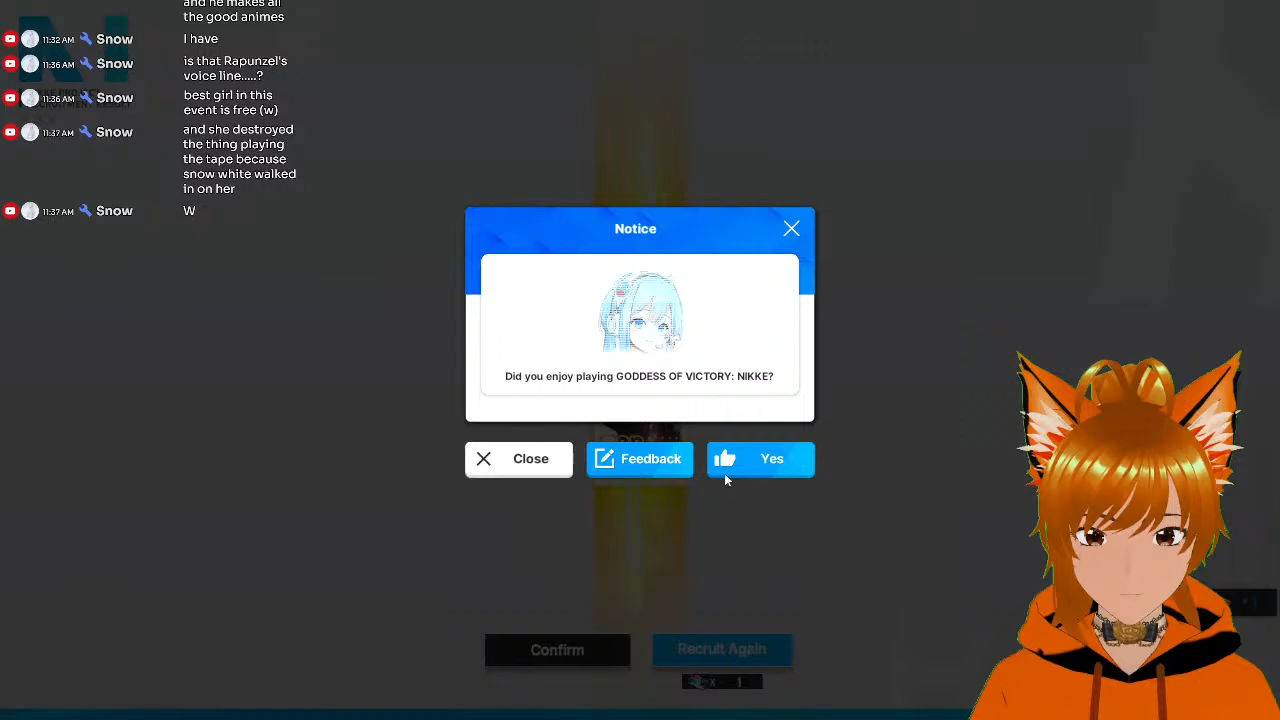 and he makes all
the good animes
11:32 AM Snow I have
11:36 AM Snow is that Rapunzel's
voice line.....?
11:36 AM Snow best girl in this
event is free (w)
11:37 AM Snow and she destroyed
the thing playing
the tape because
snow white walked
in on her
11:37 AM Snow W
Notice
Did you enjoy playing GODDESS OF VICTORY: NIKKE?
Close
Feedback
Yes
Confirm
Recruit Again
x 1